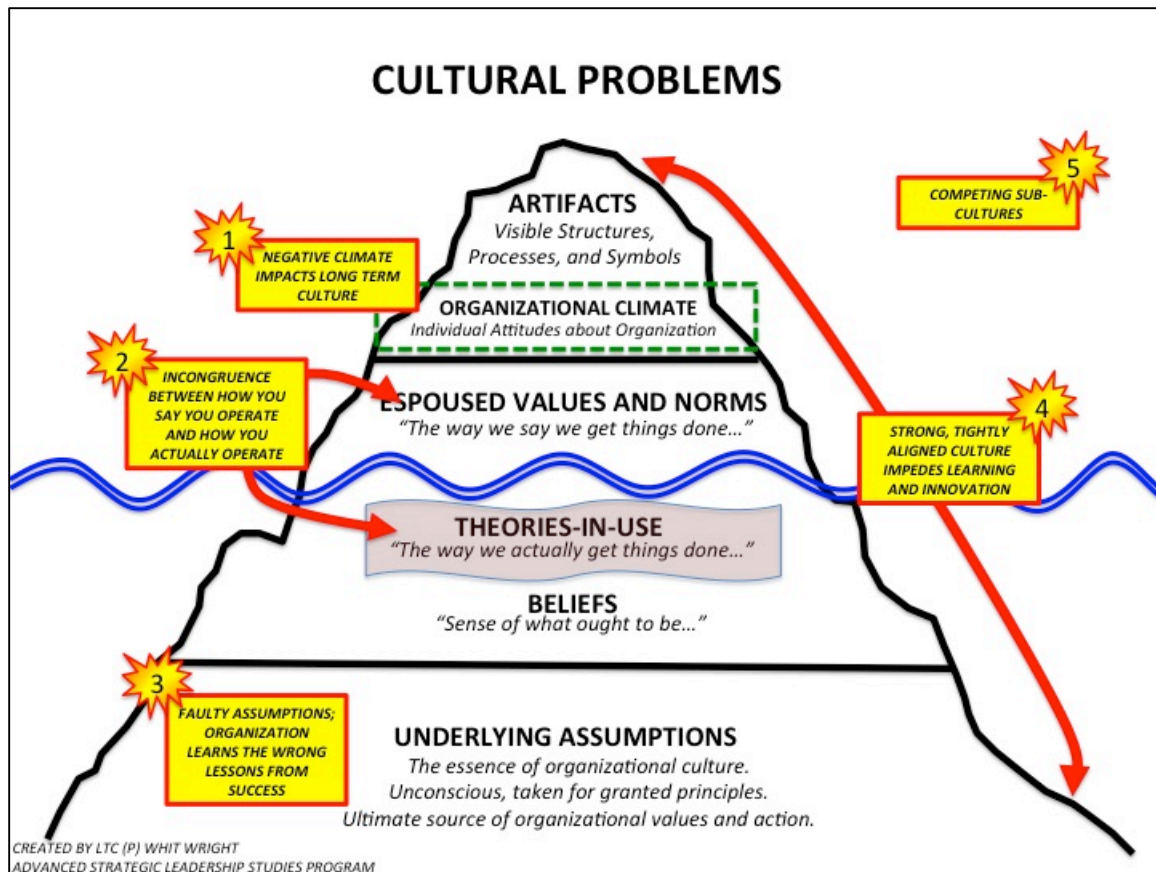 CULTURAL PROBLEMS
ARTIFACTS
Visible Structures,
Processes, and Symbols
5
COMPETING SUB-
CULTURES
1
NEGATIVE CLIMATE
IMPACTS LONG TERM
CULTURE
ORGANIZATIONAL CLIMATE
Individual Attitudes about Organization
2
INCONGRUENCE
BETWEEN HOW YOU
SAY YOU OPERATE
AND HOW YOU
ACTUALLY OPERATE
ESPOUSED VALUES AND NORMS
“The way we say we get things done…”
4
STRONG, TIGHTLY
ALIGNED CULTURE
IMPEDES LEARNING
AND INNOVATION
THEORIES-IN-USE
“The way we actually get things done…”
BELIEFS
“Sense of what ought to be…”
3
FAULTY ASSUMPTIONS;
ORGANIZATION
LEARNS THE WRONG
LESSONS FROM
SUCCESS
UNDERLYING ASSUMPTIONS
The essence of organizational culture.
Unconscious, taken for granted principles.
Ultimate source of organizational values and action.
CREATED BY LTC (P) WHIT WRIGHT
ADVANCED STRATEGIC LEADERSHIP STUDIES PROGRAM